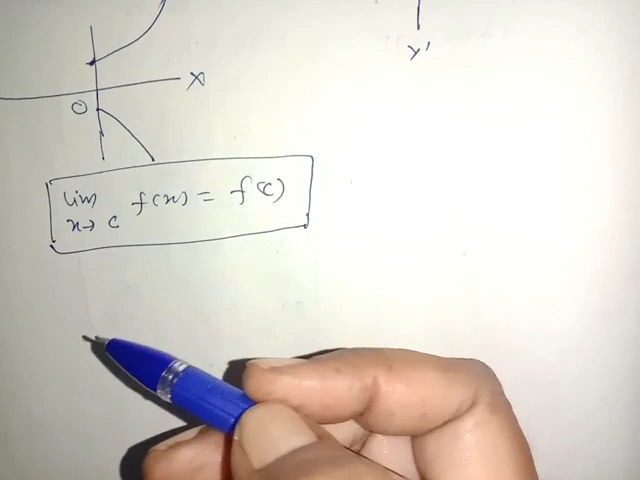 Y'
X
O
lim f(x) = f(c)
x→c